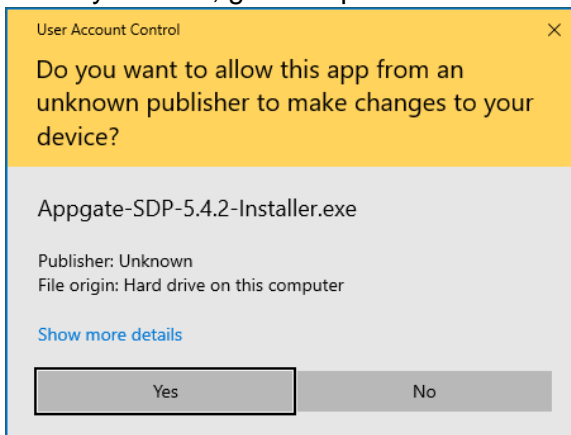 User Account Control
Do you want to allow this app from an
unknown publisher to make changes to your
device?
Appgate-SDP-5.4.2-Installer.exe
Publisher: Unknown
File origin: Hard drive on this computer
Show more details
Yes
No